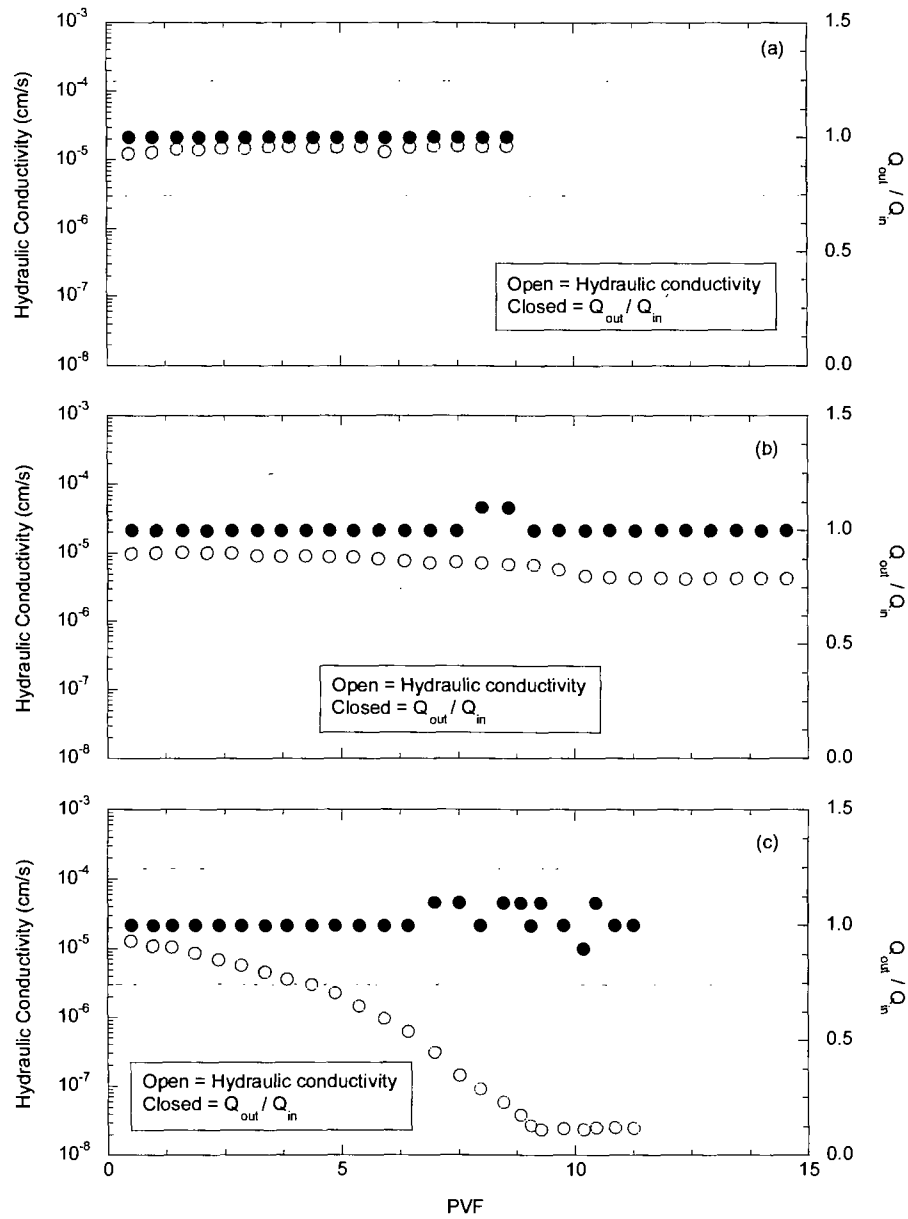 (a)
Hydraulic Conductivity (cm/s)
10⁻³
10⁻⁴
10⁻⁵
10⁻⁶
10⁻⁷
10⁻⁸
1.5
1.0
0.5
0.0
Q_out / Q_in
Open = Hydraulic conductivity
Closed = Q_out / Q_in
(b)
Hydraulic Conductivity (cm/s)
10⁻³
10⁻⁴
10⁻⁵
10⁻⁶
10⁻⁷
10⁻⁸
1.5
1.0
0.5
0.0
Q_out / Q_in
Open = Hydraulic conductivity
Closed = Q_out / Q_in
(c)
Hydraulic Conductivity (cm/s)
10⁻³
10⁻⁴
10⁻⁵
10⁻⁶
10⁻⁷
10⁻⁸
1.5
1.0
0.5
0.0
Q_out / Q_in
Open = Hydraulic conductivity
Closed = Q_out / Q_in
0 5 10 15
PVF